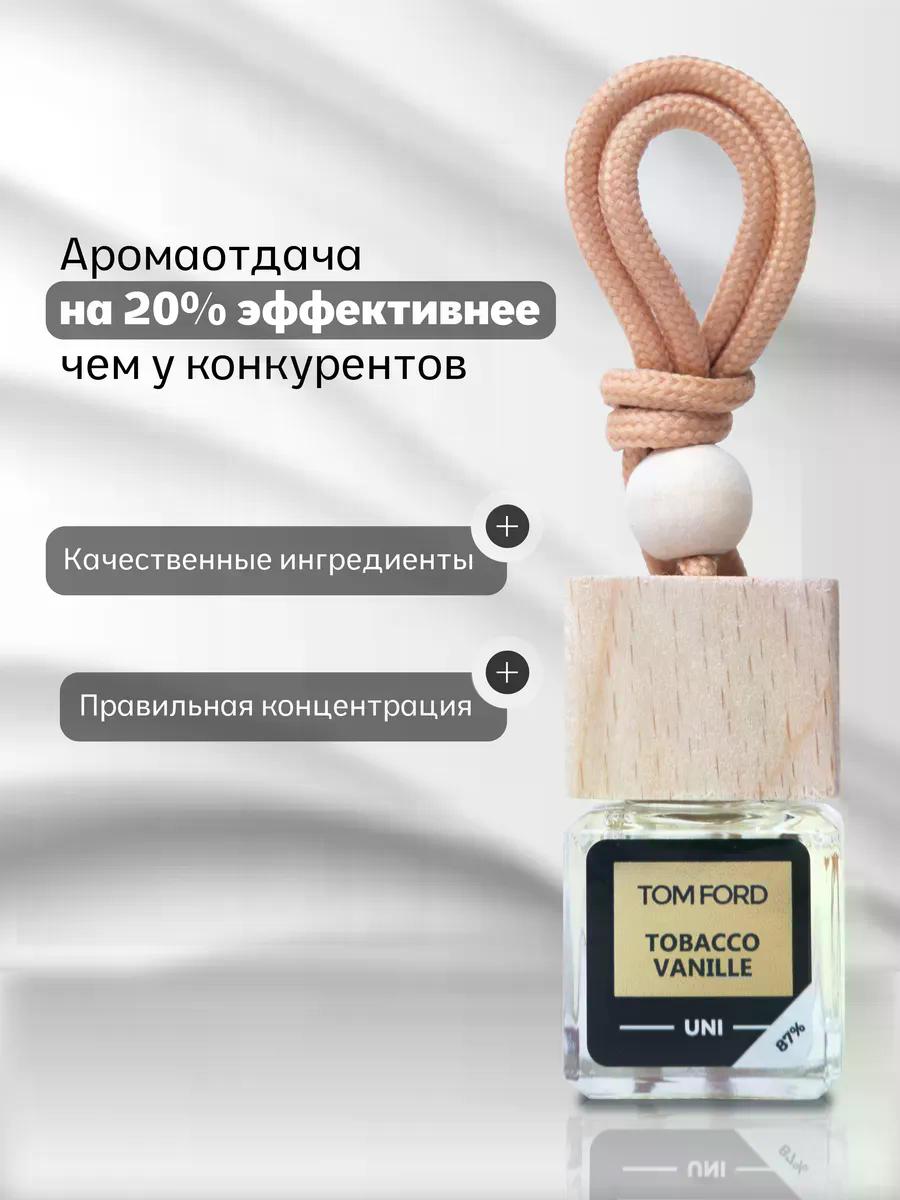 Аромаотдача
на 20% эффективнее
чем у конкурентов
Качественные ингредиенты
Правильная концентрация
TOM FORD
TOBACCO
VANILLE
UNI
87%